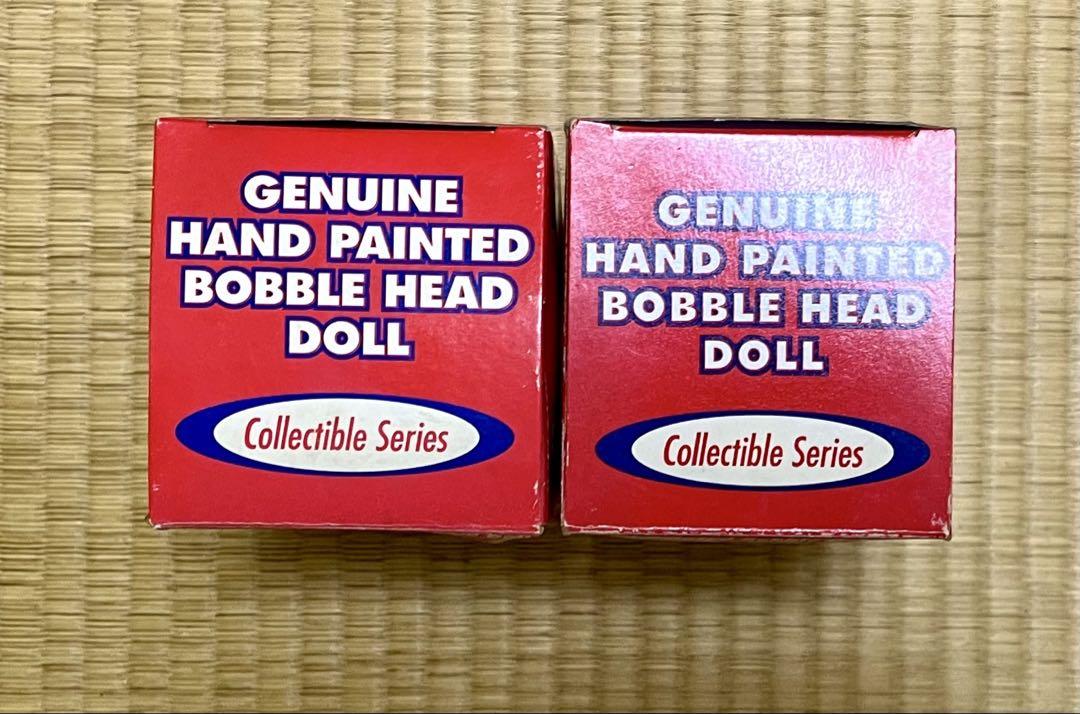 GENUINE
HAND PAINTED
BOBBLE HEAD
DOLL
Collectible Series
GENUINE
HAND PAINTED
BOBBLE HEAD
DOLL
Collectible Series